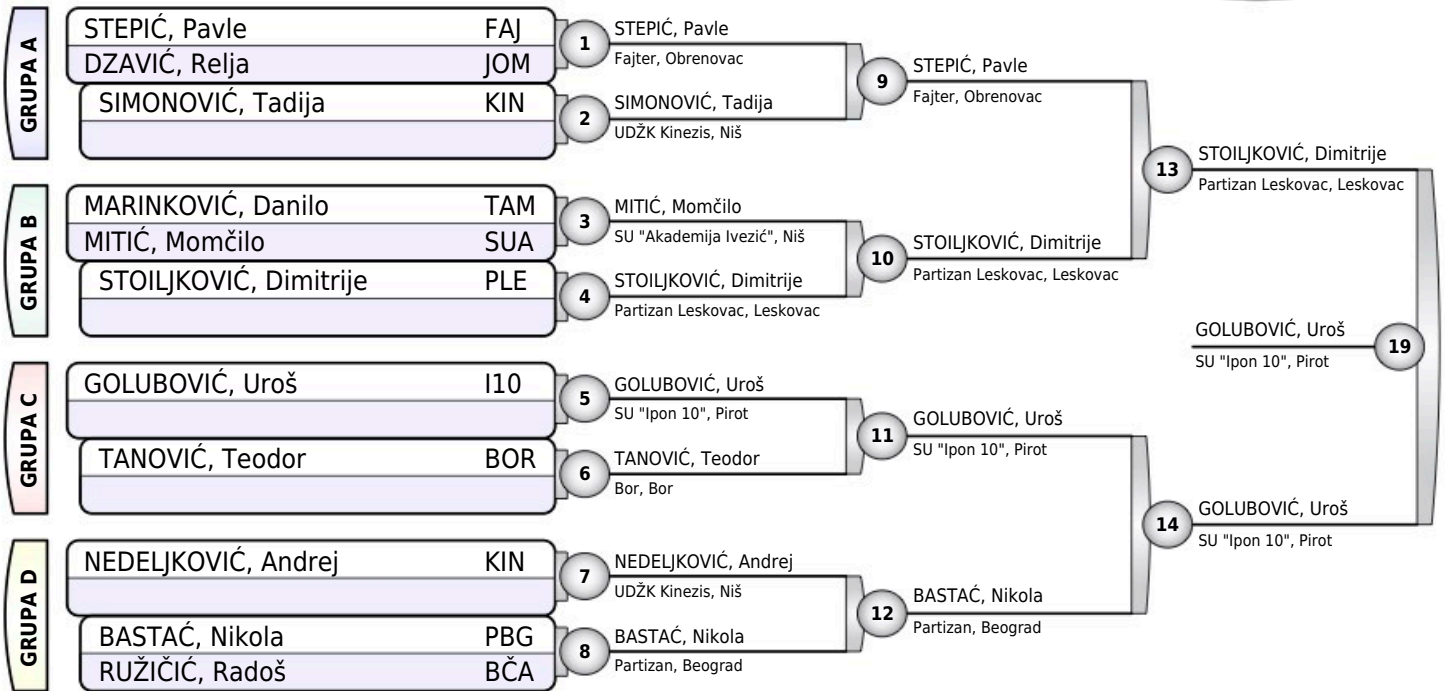 GRUPA A
STEPIĆ, Pavle FAJ
DZAVIĆ, Relja JOM
SIMONOVIĆ, Tadija KIN
1
STEPIĆ, Pavle
Fajter, Obrenovac
2
SIMONOVIĆ, Tadija
UDŽK Kinezis, Niš
9
STEPIĆ, Pavle
Fajter, Obrenovac
GRUPA B
MARINKOVIĆ, Danilo TAM
MITIĆ, Momčilo SUA
STOILJKOVIĆ, Dimitrije PLE
3
MITIĆ, Momčilo
SU "Akademija Ivezić", Niš
4
STOILJKOVIĆ, Dimitrije
Partizan Leskovac, Leskovac
10
STOILJKOVIĆ, Dimitrije
Partizan Leskovac, Leskovac
13
STOILJKOVIĆ, Dimitrije
Partizan Leskovac, Leskovac
GOLUBOVIĆ, Uroš
SU "Ipon 10", Pirot
19
GRUPA C
GOLUBOVIĆ, Uroš I10
TANOVIĆ, Teodor BOR
5
GOLUBOVIĆ, Uroš
SU "Ipon 10", Pirot
6
TANOVIĆ, Teodor
Bor, Bor
11
GOLUBOVIĆ, Uroš
SU "Ipon 10", Pirot
GRUPA D
NEDELJKOVIĆ, Andrej KIN
BASTAĆ, Nikola PBG
RUŽIČIĆ, Radoš BČA
7
NEDELJKOVIĆ, Andrej
UDŽK Kinezis, Niš
8
BASTAĆ, Nikola
Partizan, Beograd
12
BASTAĆ, Nikola
Partizan, Beograd
14
GOLUBOVIĆ, Uroš
SU "Ipon 10", Pirot